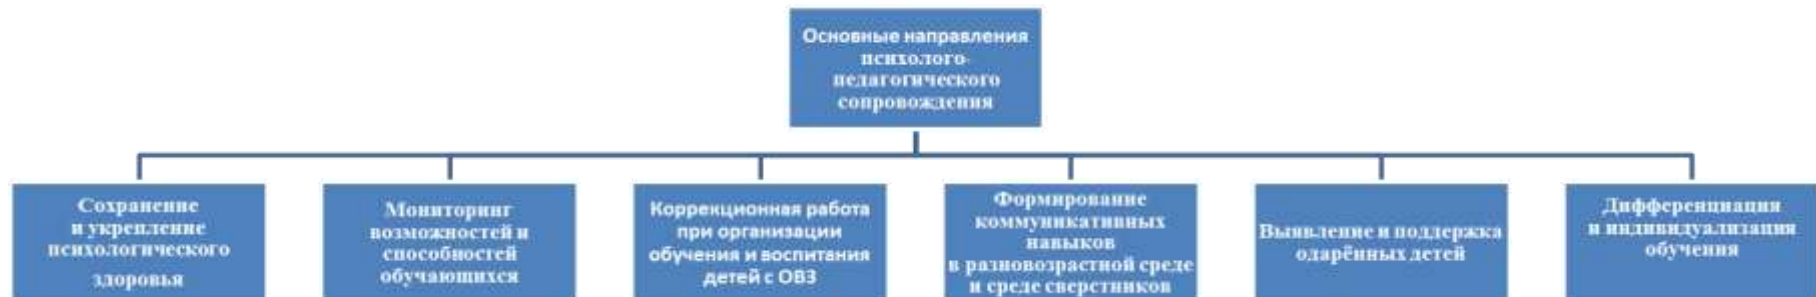 Основные направления
психолого-
педагогического
сопровождения
Сохранение
и укрепление
психологического
здоровья
Мониторинг
возможностей и
способностей
обучающихся
Коррекционная работа
при организации
обучения и воспитания
детей с ОВЗ
Формирование
коммуникативных
навыков
в разновозрастной среде
и среде сверстников
Выявление и поддержка
одарённых детей
Дифференциация
и индивидуализация
обучения